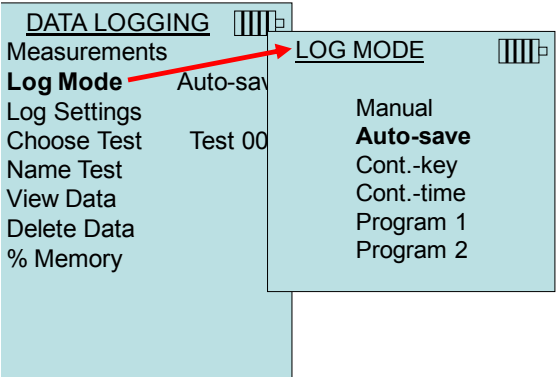 DATA LOGGING
Measurements
Log Mode
Log Settings
Choose Test Test
Name Test
View Data
Delete Data
% Memory
LOG MODE
Manual
Auto-save
Cont.-key
Cont.-time
Program 1
Program 2